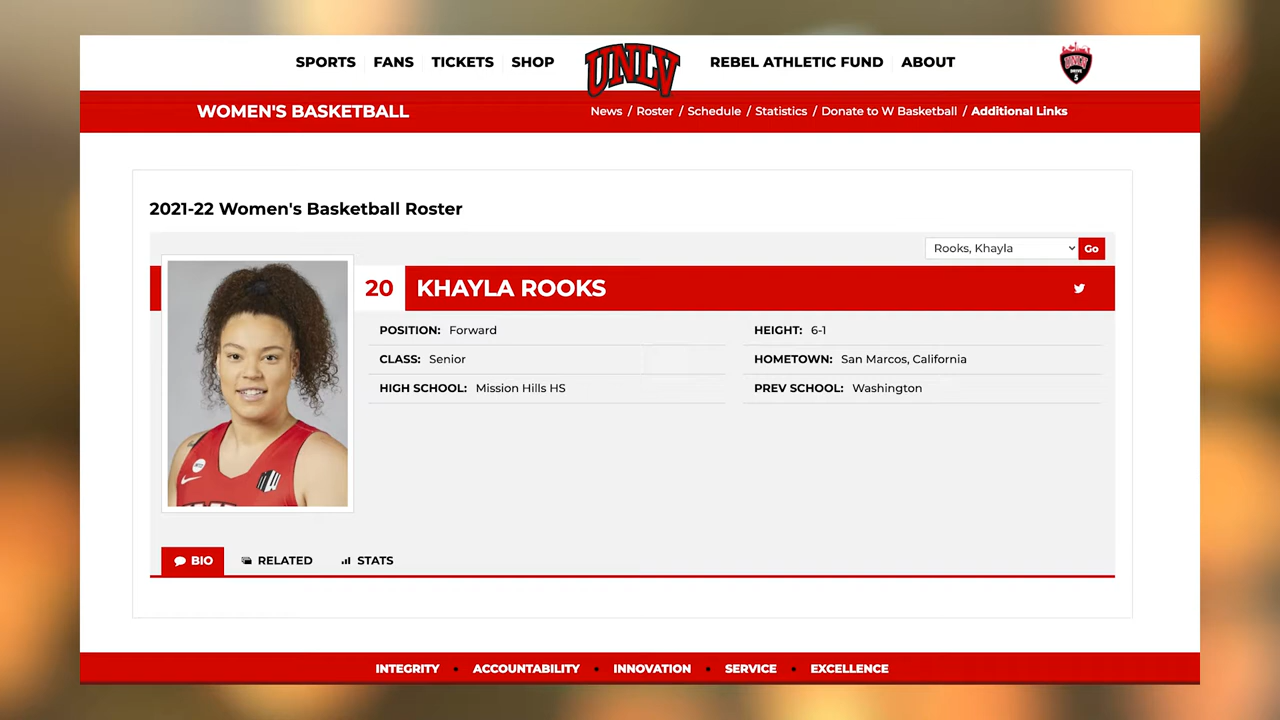 SPORTS FANS TICKETS SHOP UNLV REBEL ATHLETIC FUND ABOUT
WOMEN'S BASKETBALL News / Roster / Schedule / Statistics / Donate to W Basketball / Additional Links
2021-22 Women's Basketball Roster
Rooks, Khayla Go
20 KHAYLA ROOKS
POSITION: Forward HEIGHT: 6-1
CLASS: Senior HOMETOWN: San Marcos, California
HIGH SCHOOL: Mission Hills HS PREV SCHOOL: Washington
BIO RELATED STATS
INTEGRITY • ACCOUNTABILITY • INNOVATION • SERVICE • EXCELLENCE